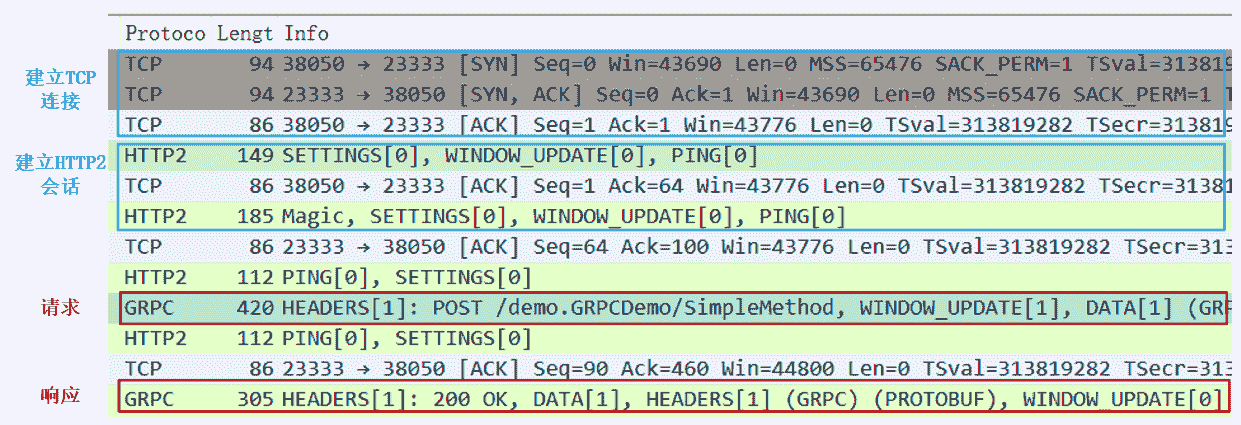 Protoco Lengt Info
建立TCP
连接
TCP 94 38050 → 23333 [SYN] Seq=0 Win=43690 Len=0 MSS=65476 SACK_PERM=1 TSval=313819
TCP 94 23333 → 38050 [SYN, ACK] Seq=0 Ack=1 Win=43690 Len=0 MSS=65476 SACK_PERM=1 T
TCP 86 38050 → 23333 [ACK] Seq=1 Ack=1 Win=43776 Len=0 TSval=313819282 TSecr=313819
建立HTTP2
会话
HTTP2 149 SETTINGS[0], WINDOW_UPDATE[0], PING[0]
TCP 86 38050 → 23333 [ACK] Seq=1 Ack=64 Win=43776 Len=0 TSval=313819282 TSecr=31381
HTTP2 185 Magic, SETTINGS[0], WINDOW_UPDATE[0], PING[0]
TCP 86 23333 → 38050 [ACK] Seq=64 Ack=100 Win=43776 Len=0 TSval=313819282 TSecr=313
HTTP2 112 PING[0], SETTINGS[0]
请求
GRPC 420 HEADERS[1]: POST /demo.GRPCDemo/SimpleMethod, WINDOW_UPDATE[1], DATA[1] (GRP
HTTP2 112 PING[0], SETTINGS[0]
TCP 86 23333 → 38050 [ACK] Seq=90 Ack=460 Win=44800 Len=0 TSval=313819282 TSecr=313
响应
GRPC 305 HEADERS[1]: 200 OK, DATA[1], HEADERS[1] (GRPC) (PROTOBUF), WINDOW_UPDATE[0]